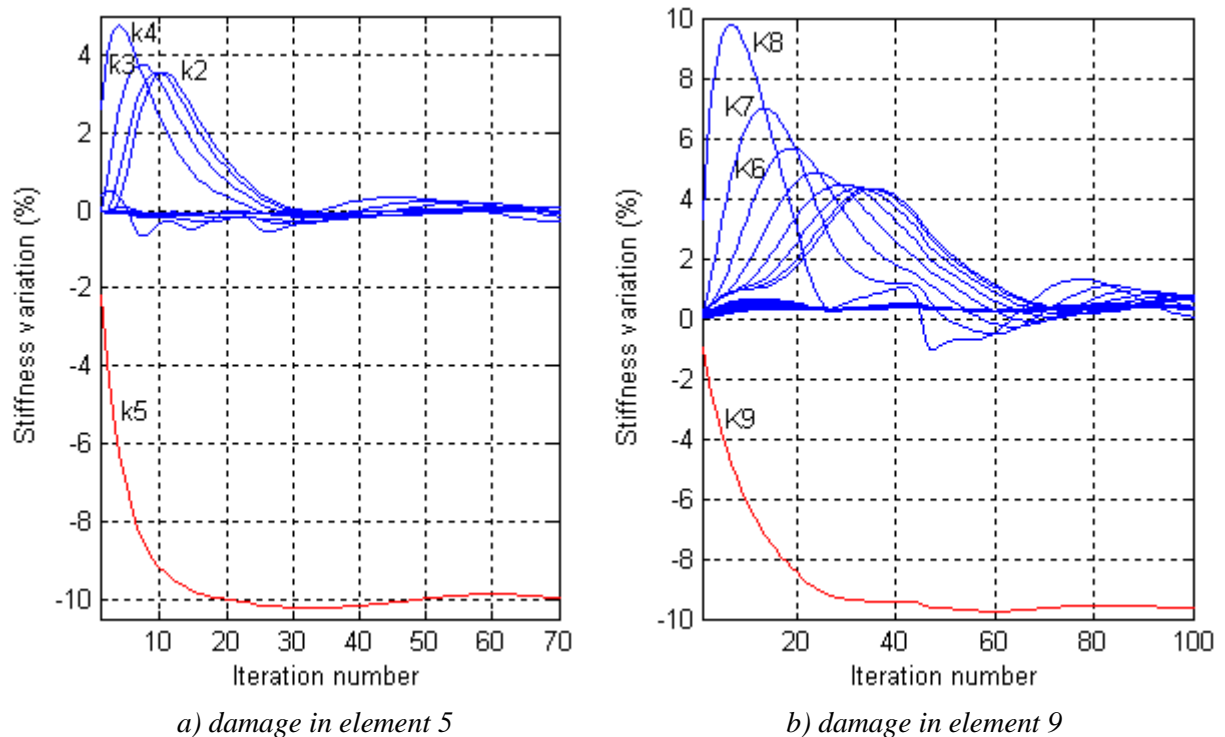 4
2
0
-2
-4
-6
-8
-10
Stiffness variation (%)
k4
k3
k2
k5
10 20 30 40 50 60 70
Iteration number
a) damage in element 5
10
8
6
4
2
0
-2
-4
-6
-8
-10
Stiffness variation (%)
K8
K7
K6
K9
20 40 60 80 100
Iteration number
b) damage in element 9